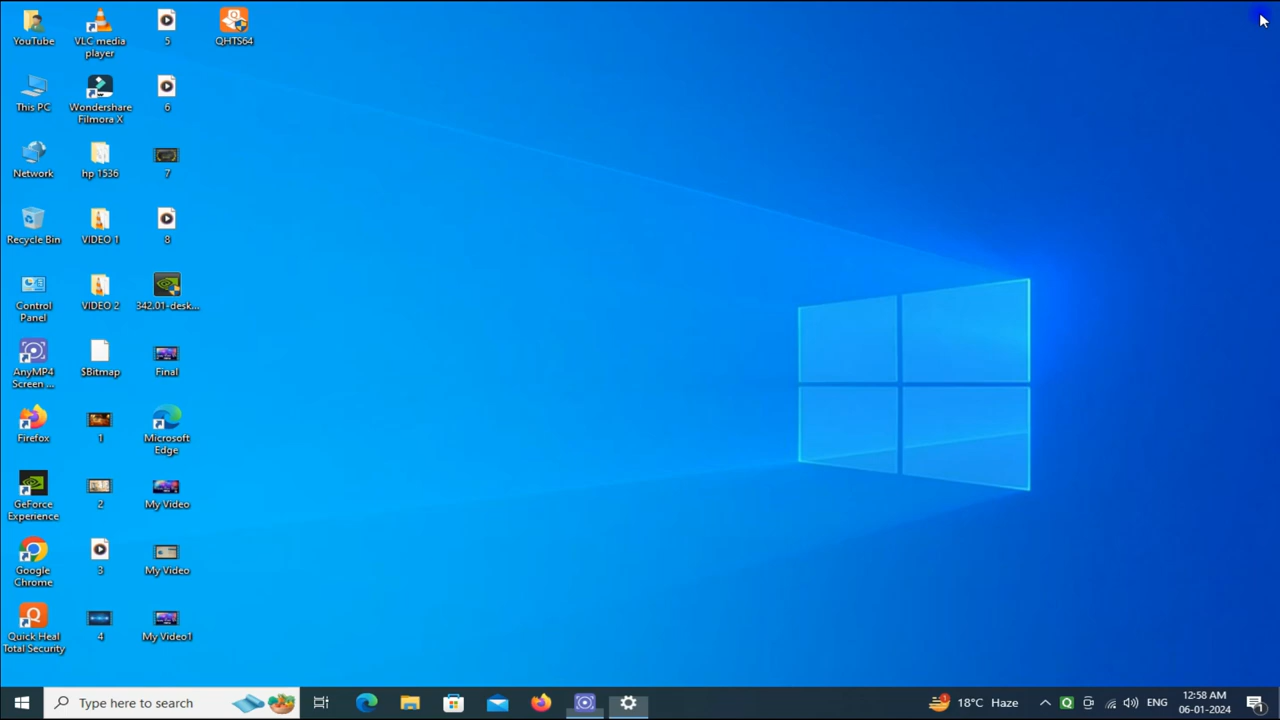 YouTube
VLC media
player
5
QHTS64
This PC
Wondershare
Filmora X
6
Network
hp 1536
7
Recycle Bin
VIDEO 1
8
Control
Panel
VIDEO 2
342.01-desk...
AnyMP4
Screen ...
$Bitmap
Final
Firefox
1
Microsoft
Edge
GeForce
Experience
2
My Video
Google
Chrome
3
My Video
Quick Heal
Total Security
4
My Video1
Type here to search
18°C Haze
ENG
12:58 AM
06-01-2024
1